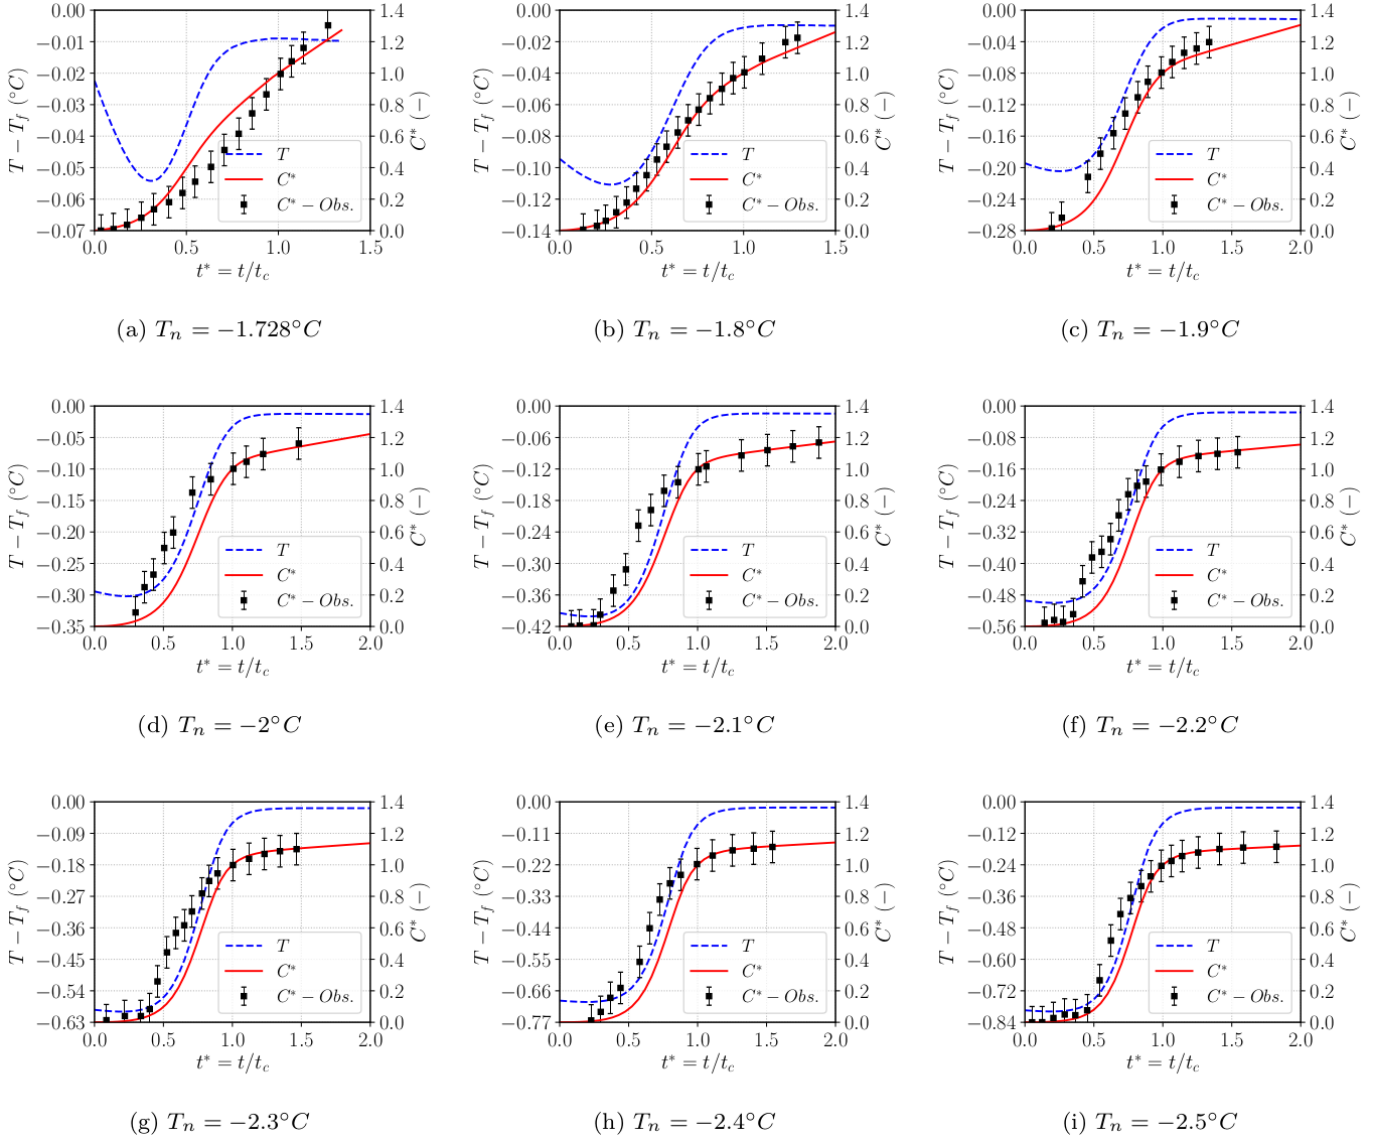 0.00
−0.01
−0.02
−0.03
−0.04
−0.05
−0.06
−0.07
T − T_f (°C)
1.4
1.2
1.0
0.8
0.6
0.4
0.2
0.0
C* (−)
T
C*
C* − Obs.
0.0 0.5 1.0 1.5
t* = t/t_c
(a) T_n = −1.728°C
0.00
−0.02
−0.04
−0.06
−0.08
−0.10
−0.12
−0.14
T − T_f (°C)
1.4
1.2
1.0
0.8
0.6
0.4
0.2
0.0
C* (−)
T
C*
C* − Obs.
0.0 0.5 1.0 1.5
t* = t/t_c
(b) T_n = −1.8°C
0.00
−0.04
−0.08
−0.12
−0.16
−0.20
−0.24
−0.28
T − T_f (°C)
1.4
1.2
1.0
0.8
0.6
0.4
0.2
0.0
C* (−)
T
C*
C* − Obs.
0.0 0.5 1.0 1.5 2.0
t* = t/t_c
(c) T_n = −1.9°C
0.00
−0.05
−0.10
−0.15
−0.20
−0.25
−0.30
−0.35
T − T_f (°C)
1.4
1.2
1.0
0.8
0.6
0.4
0.2
0.0
C* (−)
T
C*
C* − Obs.
0.0 0.5 1.0 1.5 2.0
t* = t/t_c
(d) T_n = −2°C
0.00
−0.06
−0.12
−0.18
−0.24
−0.30
−0.36
−0.42
T − T_f (°C)
1.4
1.2
1.0
0.8
0.6
0.4
0.2
0.0
C* (−)
T
C*
C* − Obs.
0.0 0.5 1.0 1.5 2.0
t* = t/t_c
(e) T_n = −2.1°C
0.00
−0.08
−0.16
−0.24
−0.32
−0.40
−0.48
−0.56
T − T_f (°C)
1.4
1.2
1.0
0.8
0.6
0.4
0.2
0.0
C* (−)
T
C*
C* − Obs.
0.0 0.5 1.0 1.5 2.0
t* = t/t_c
(f) T_n = −2.2°C
0.00
−0.09
−0.18
−0.27
−0.36
−0.45
−0.54
−0.63
T − T_f (°C)
1.4
1.2
1.0
0.8
0.6
0.4
0.2
0.0
C* (−)
T
C*
C* − Obs.
0.0 0.5 1.0 1.5 2.0
t* = t/t_c
(g) T_n = −2.3°C
0.00
−0.11
−0.22
−0.33
−0.44
−0.55
−0.66
−0.77
T − T_f (°C)
1.4
1.2
1.0
0.8
0.6
0.4
0.2
0.0
C* (−)
T
C*
C* − Obs.
0.0 0.5 1.0 1.5 2.0
t* = t/t_c
(h) T_n = −2.4°C
0.00
−0.12
−0.24
−0.36
−0.48
−0.60
−0.72
−0.84
T − T_f (°C)
1.4
1.2
1.0
0.8
0.6
0.4
0.2
0.0
C* (−)
T
C*
C* − Obs.
0.0 0.5 1.0 1.5 2.0
t* = t/t_c
(i) T_n = −2.5°C